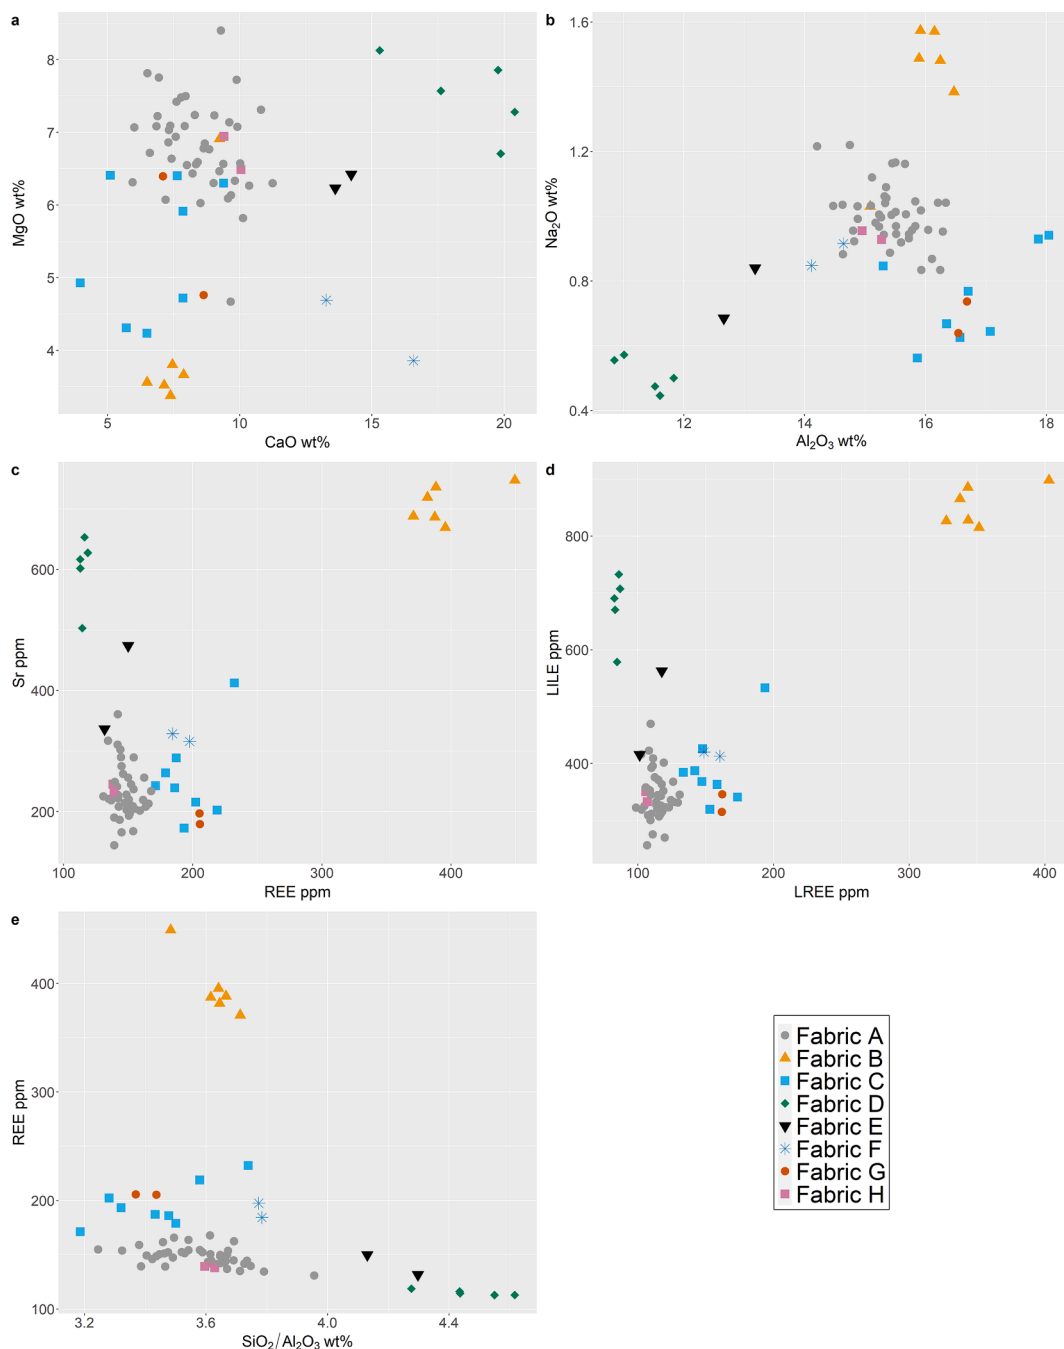 a
8
7
6
5
4
MgO wt%
5
10
15
20
CaO wt%
b
1.6
1.2
0.8
0.4
Na₂O wt%
12
14
16
18
Al₂O₃ wt%
c
600
400
200
Sr ppm
100
200
300
400
REE ppm
d
800
600
400
LILE ppm
100
200
300
400
LREE ppm
e
400
300
200
100
REE ppm
3.2
3.6
4.0
4.4
SiO₂/Al₂O₃ wt%
Fabric A
Fabric B
Fabric C
Fabric D
Fabric E
Fabric F
Fabric G
Fabric H